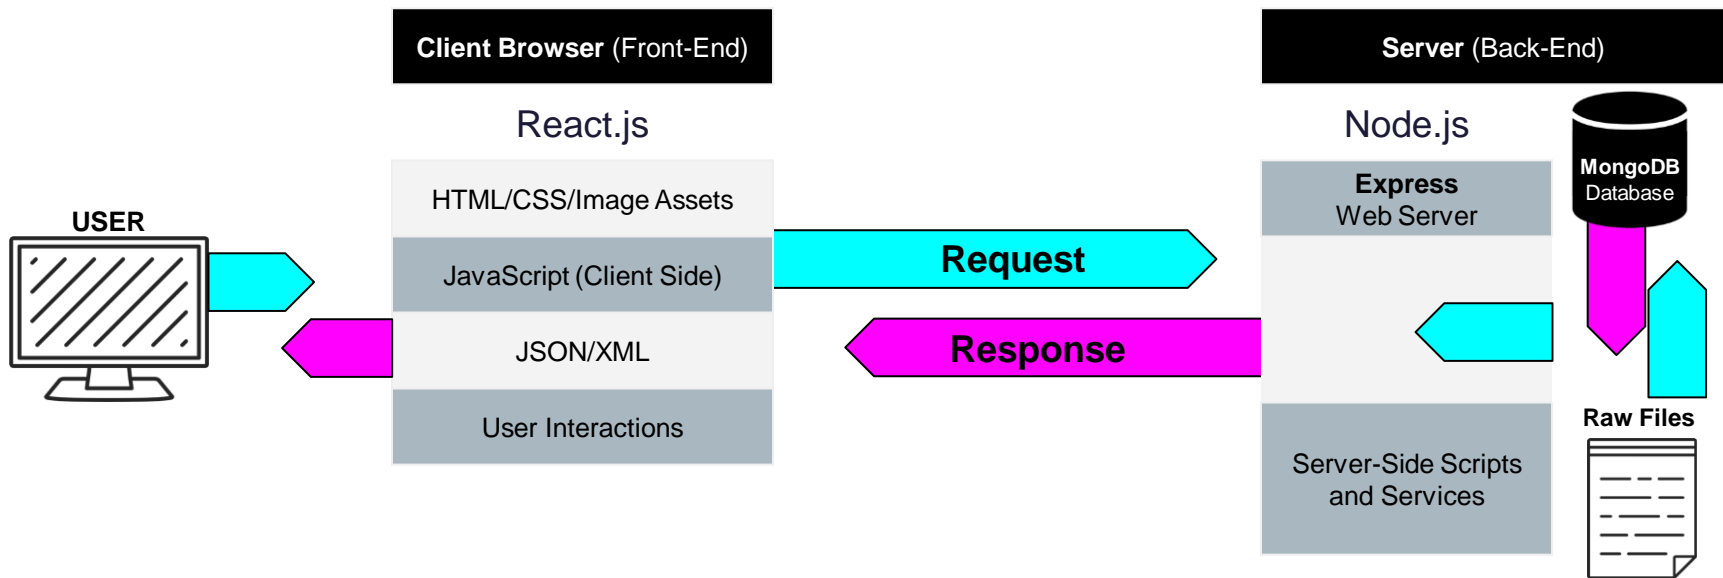 Client Browser (Front-End)
Server (Back-End)
React.js
Node.js
HTML/CSS/Image Assets
JavaScript (Client Side)
JSON/XML
User Interactions
USER
Request
Response
Express
Web Server
Server-Side Scripts
and Services
MongoDB
Database
Raw Files